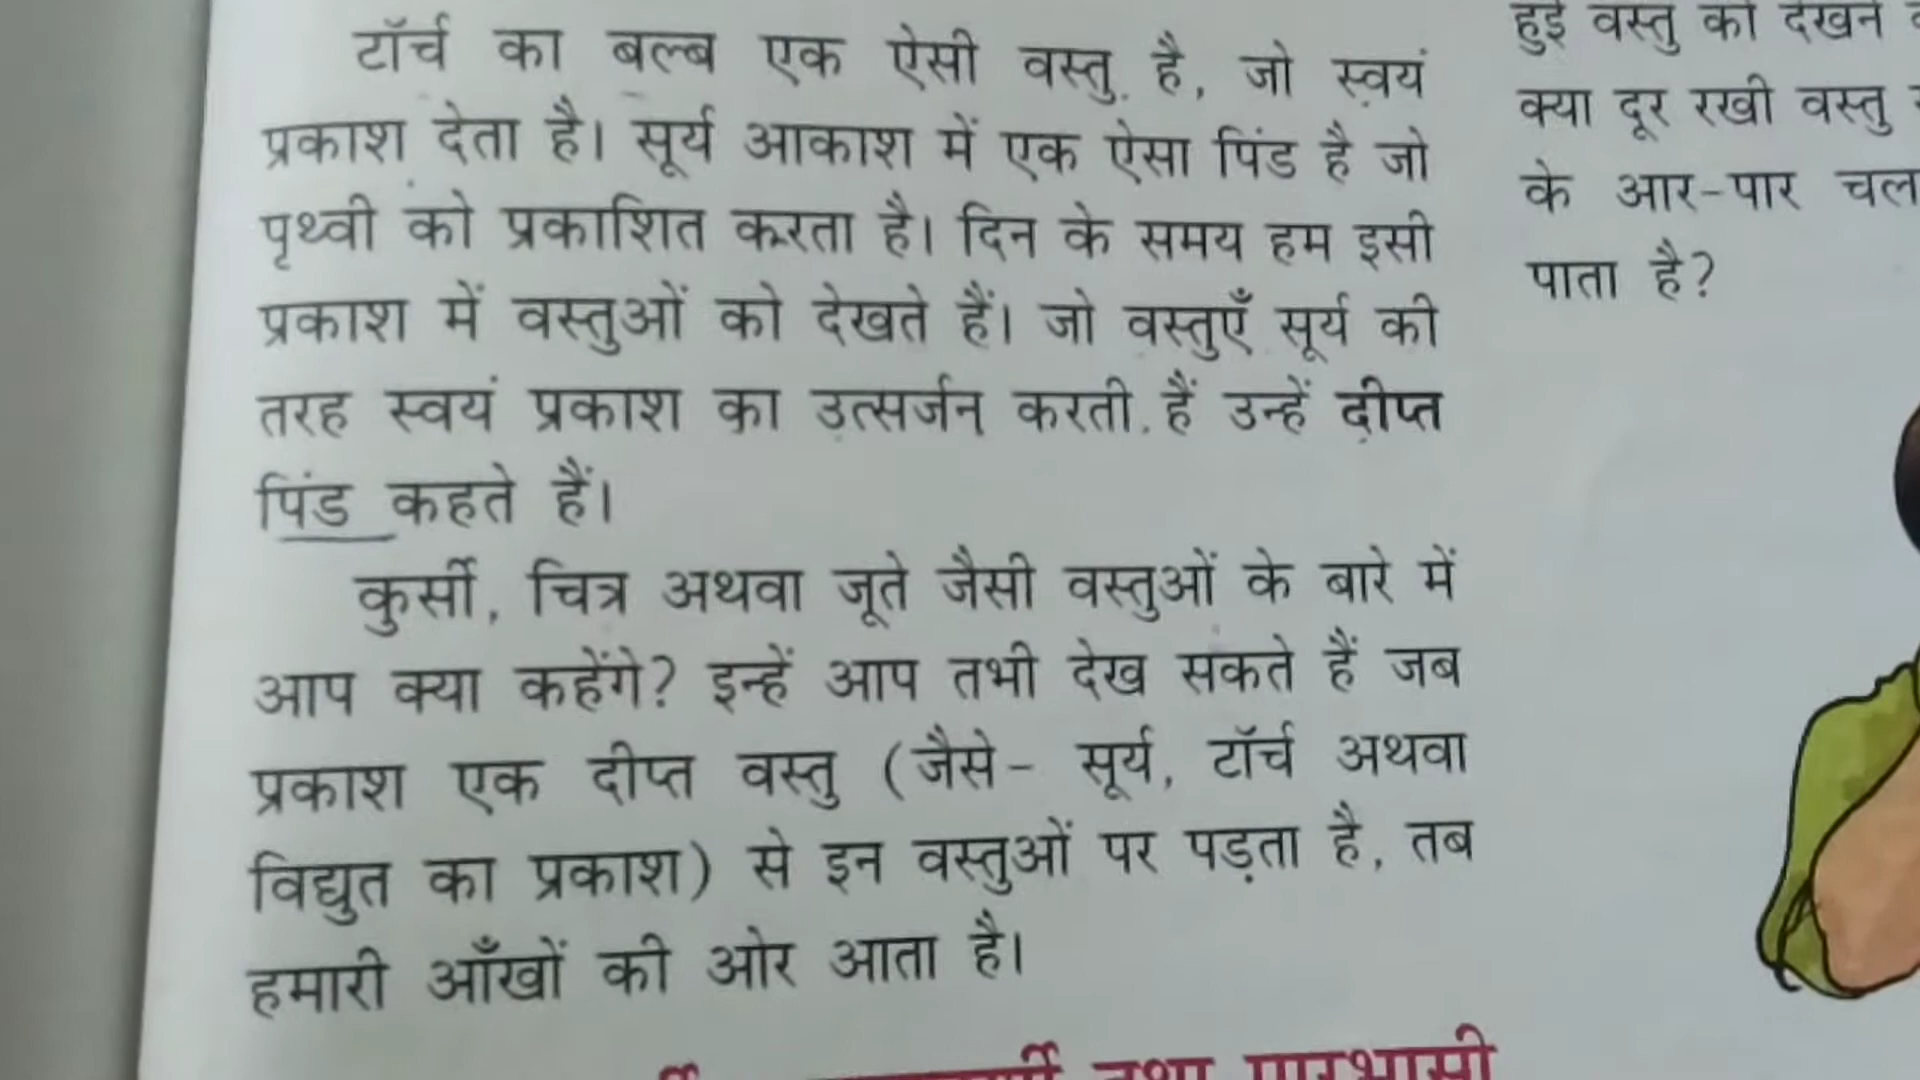 टॉर्च का बल्ब एक ऐसी वस्तु है, जो स्वयं
प्रकाश देता है। सूर्य आकाश में एक ऐसा पिंड है जो
पृथ्वी को प्रकाशित करता है। दिन के समय हम इसी
प्रकाश में वस्तुओं को देखते हैं। जो वस्तुएँ सूर्य की
तरह स्वयं प्रकाश का उत्सर्जन करती हैं उन्हें दीप्त
पिंड कहते हैं।
कुर्सी, चित्र अथवा जूते जैसी वस्तुओं के बारे में
आप क्या कहेंगे? इन्हें आप तभी देख सकते हैं जब
प्रकाश एक दीप्त वस्तु (जैसे- सूर्य, टॉर्च अथवा
विद्युत का प्रकाश) से इन वस्तुओं पर पड़ता है, तब
हमारी आँखों की ओर आता है।
तथा पारभासी
हुई वस्तु को देखने
क्या दूर रखी वस्तु
के आर-पार चल
पाता है?